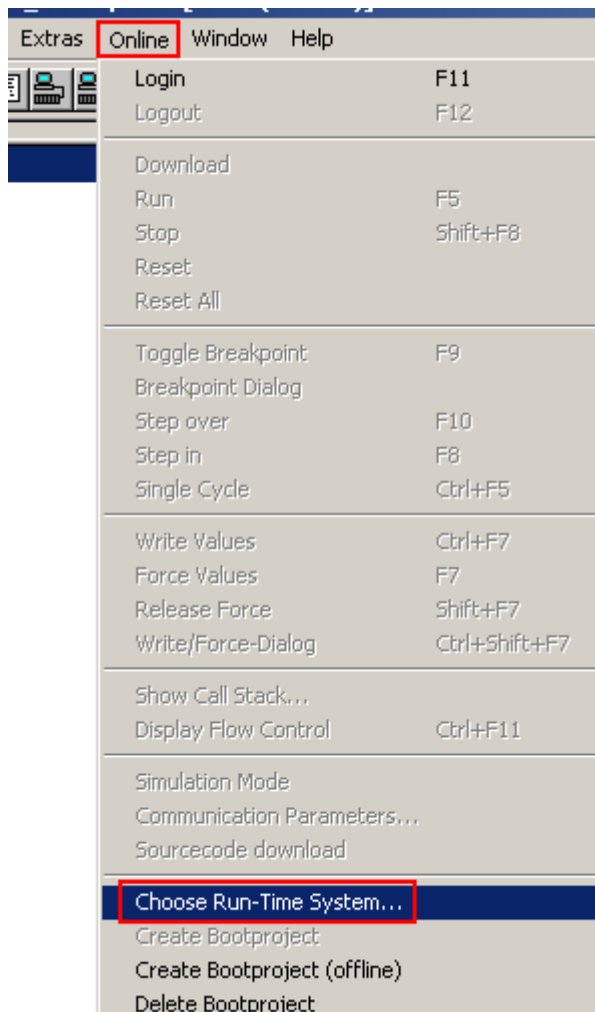 Extras Online Window Help
Login F11
Logout F12
Download
Run F5
Stop Shift+F8
Reset
Reset All
Toggle Breakpoint F9
Breakpoint Dialog
Step over F10
Step in F8
Single Cycle Ctrl+F5
Write Values Ctrl+F7
Force Values F7
Release Force Shift+F7
Write/Force-Dialog Ctrl+Shift+F7
Show Call Stack...
Display Flow Control Ctrl+F11
Simulation Mode
Communication Parameters...
Sourcecode download
Choose Run-Time System...
Create Bootproject
Create Bootproject (offline)
Delete Bootproject